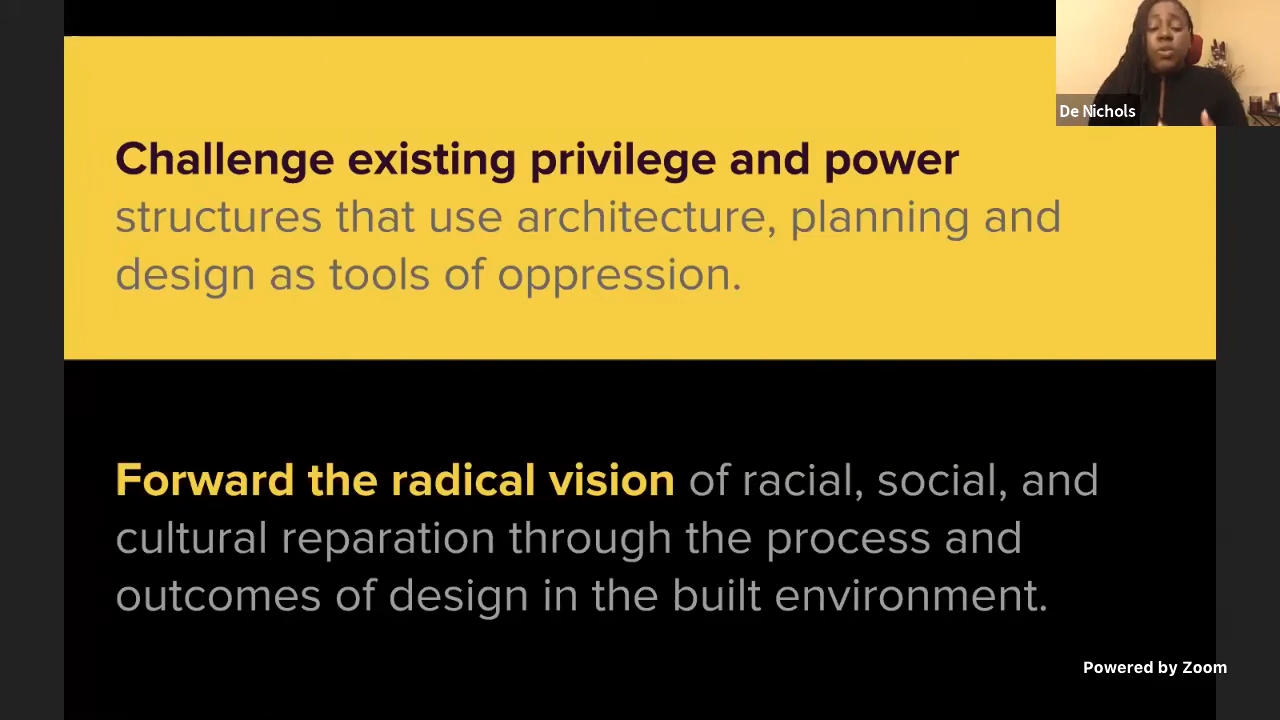 De Nichols
Challenge existing privilege and power
structures that use architecture, planning and
design as tools of oppression.
Forward the radical vision of racial, social, and
cultural reparation through the process and
outcomes of design in the built environment.
Powered by Zoom